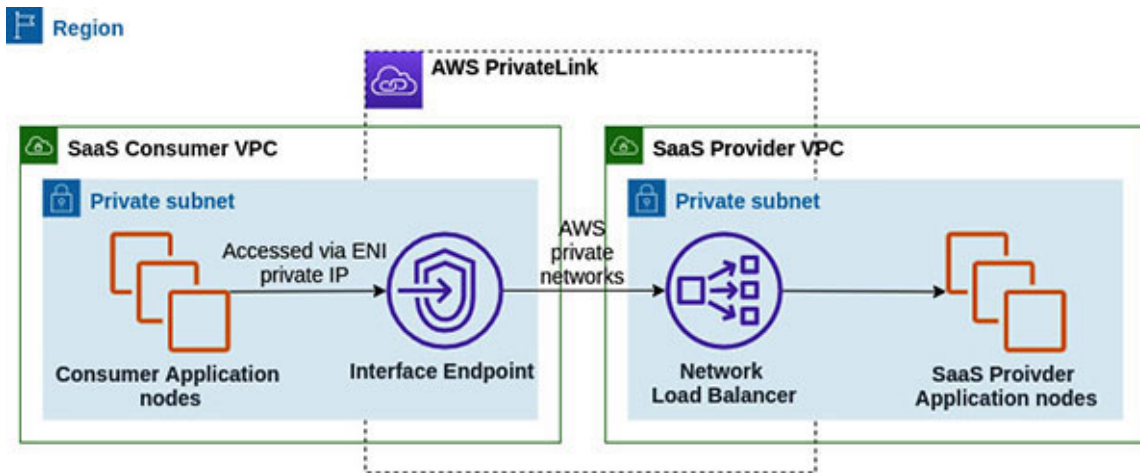 Region
AWS PrivateLink
SaaS Consumer VPC
SaaS Provider VPC
Private subnet
Private subnet
Accessed via ENI
private IP
AWS
private
networks
Consumer Application
nodes
Interface Endpoint
Network
Load Balancer
SaaS Proivder
Application nodes